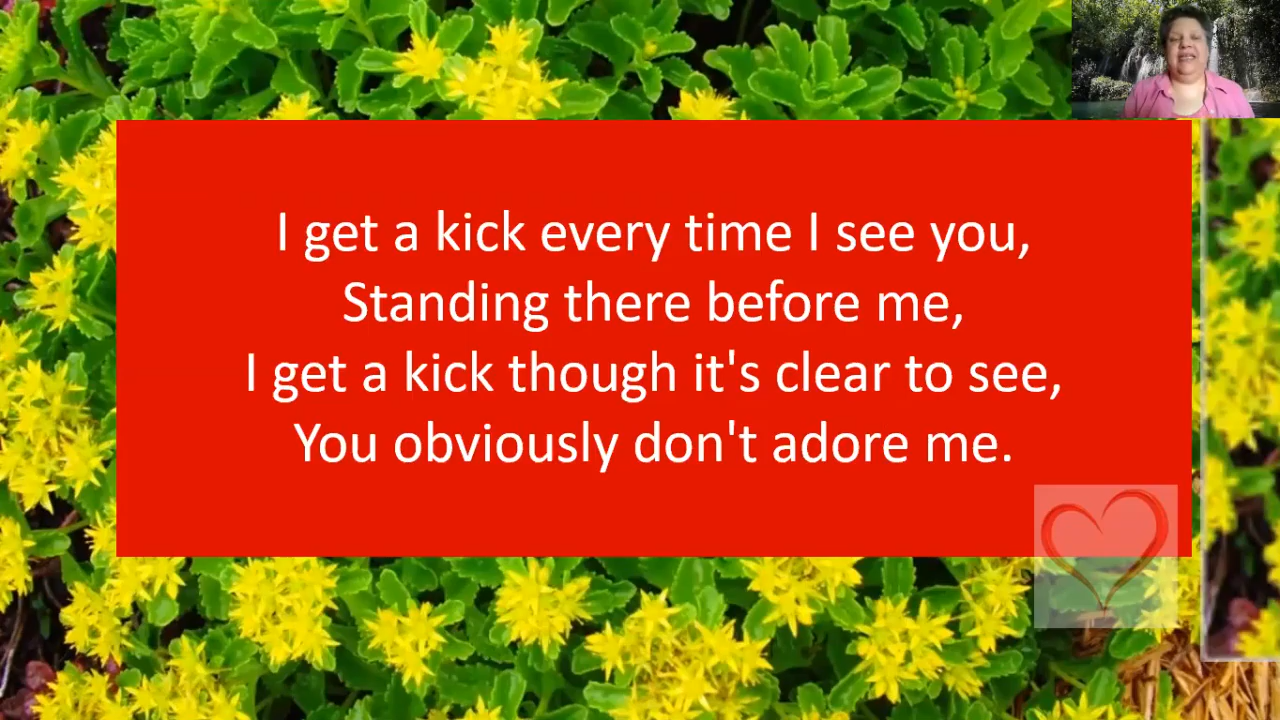 I get a kick every time I see you,
Standing there before me,
I get a kick though it's clear to see,
You obviously don't adore me.